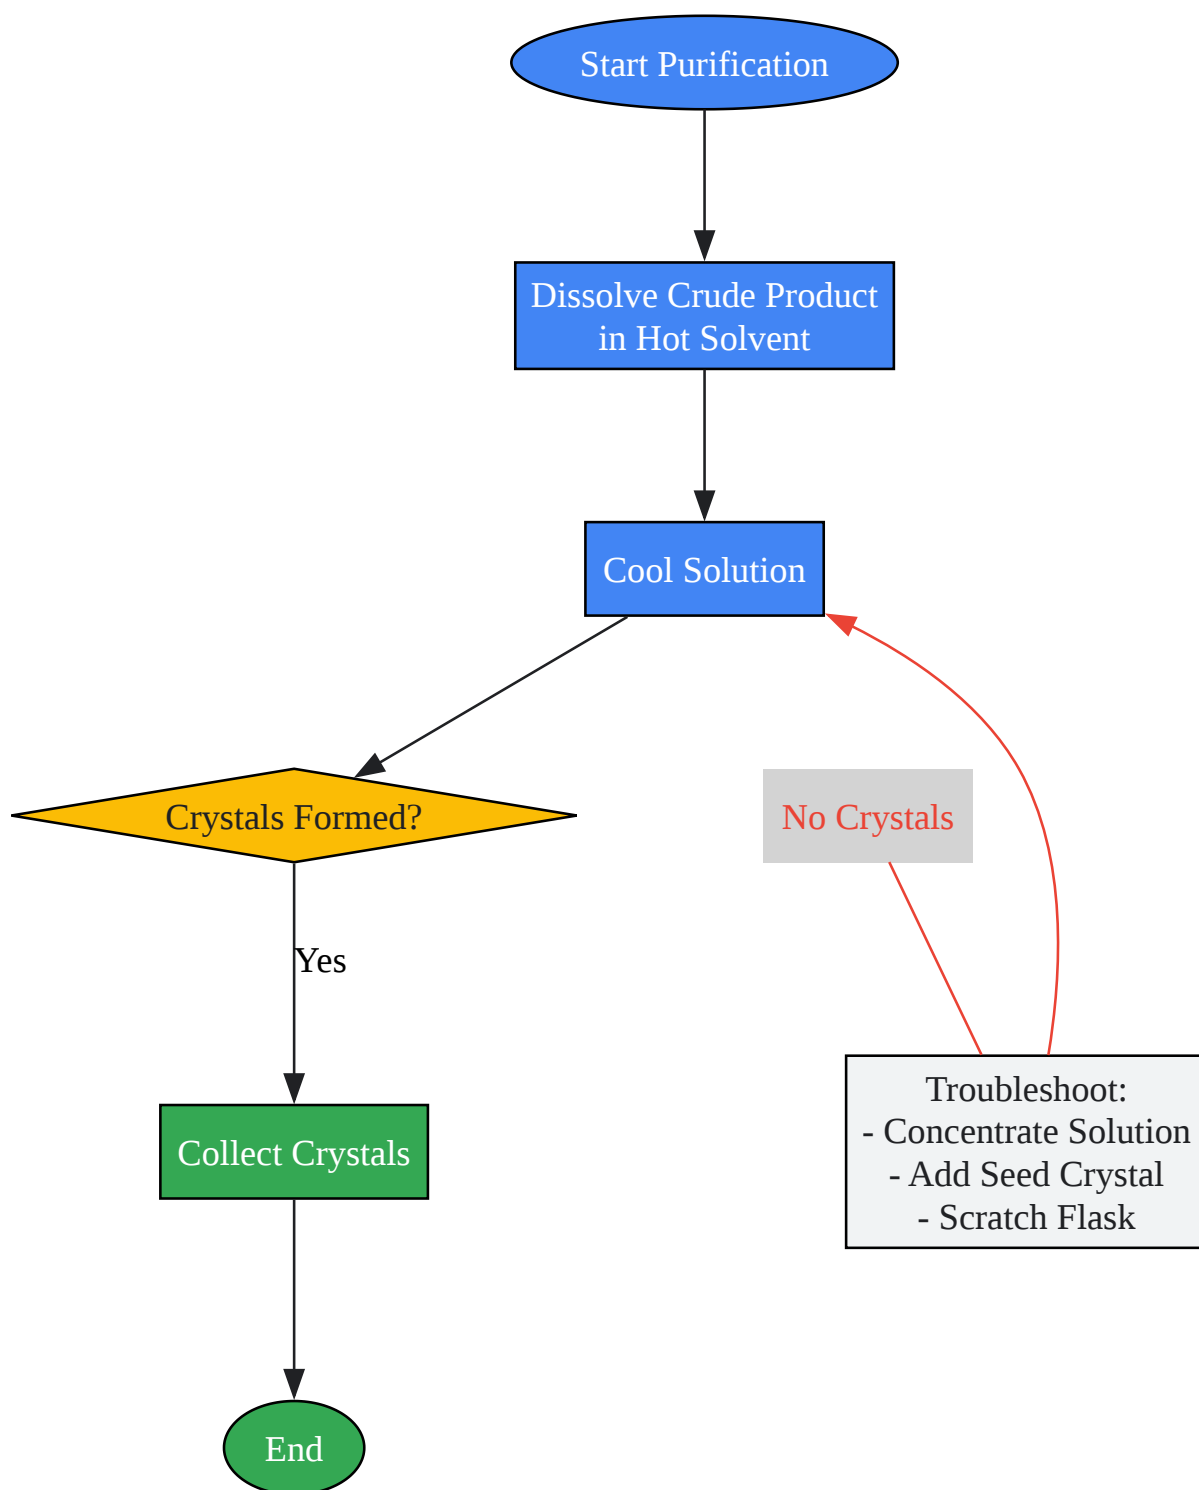 Start Purification
Dissolve Crude Product
in Hot Solvent
Cool Solution
Crystals Formed?
No Crystals
Yes
Troubleshoot:
- Concentrate Solution
- Add Seed Crystal
- Scratch Flask
Collect Crystals
End